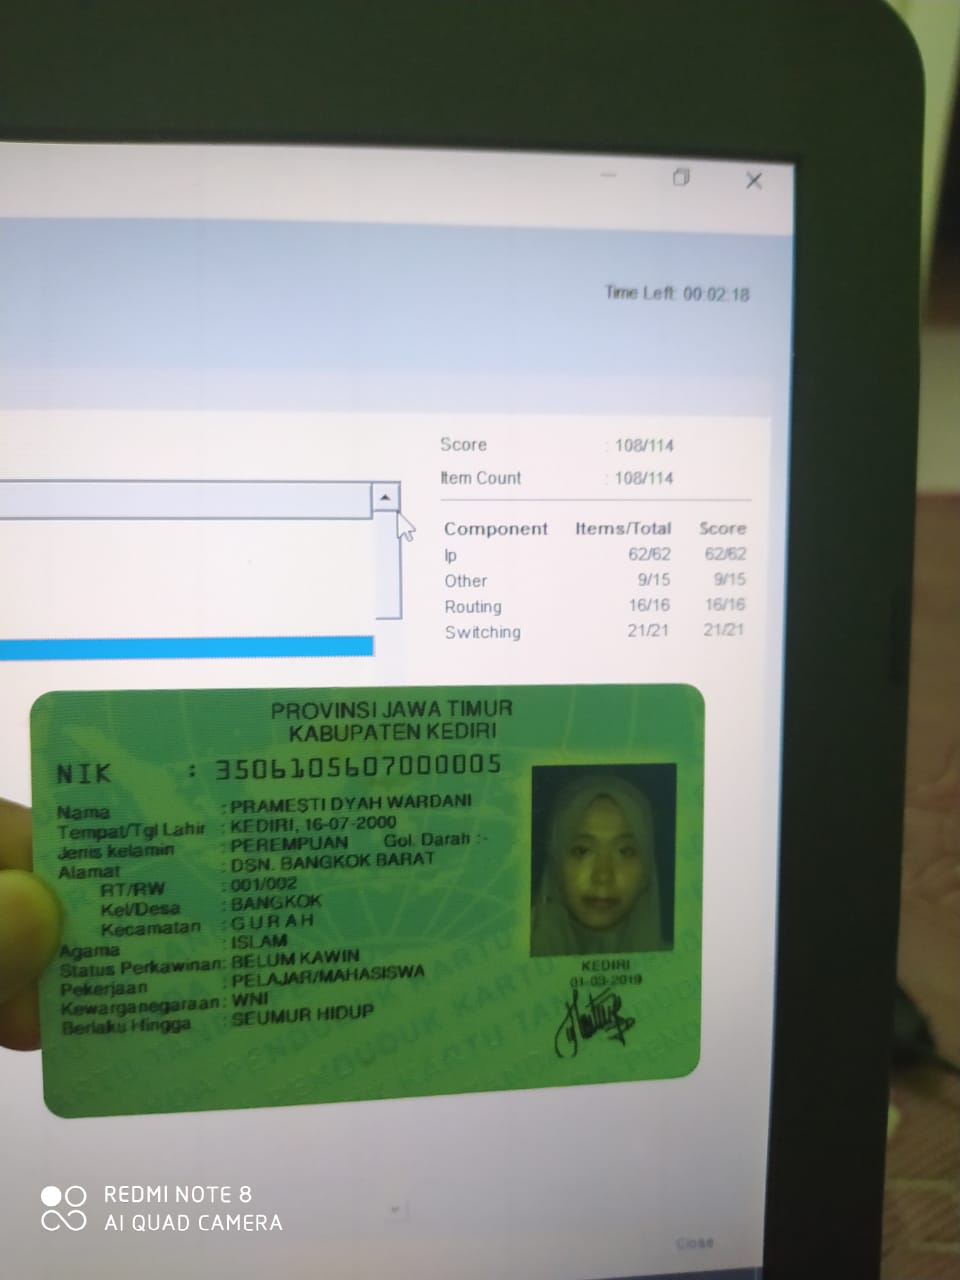 Time Left: 00:02:18
Score : 108/114
Item Count : 108/114
Component Items/Total Score
Ip 62/62 62/62
Other 9/15 9/15
Routing 16/16 16/16
Switching 21/21 21/21
PROVINSI JAWA TIMUR
KABUPATEN KEDIRI
NIK : 3506105607000005
Nama : PRAMESTI DYAH WARDANI
Tempat/Tgl Lahir : KEDIRI, 16-07-2000
Jenis kelamin : PEREMPUAN Gol. Darah :-
Alamat : DSN. BANGKOK BARAT
RT/RW : 001/002
Kel/Desa : BANGKOK
Kecamatan : GURAH
Agama : ISLAM
Status Perkawinan: BELUM KAWIN
Pekerjaan : PELAJAR/MAHASISWA
Kewarganegaraan : WNI
Berlaku Hingga : SEUMUR HIDUP
KEDIRI
01-03-2019
Close
REDMI NOTE 8
AI QUAD CAMERA